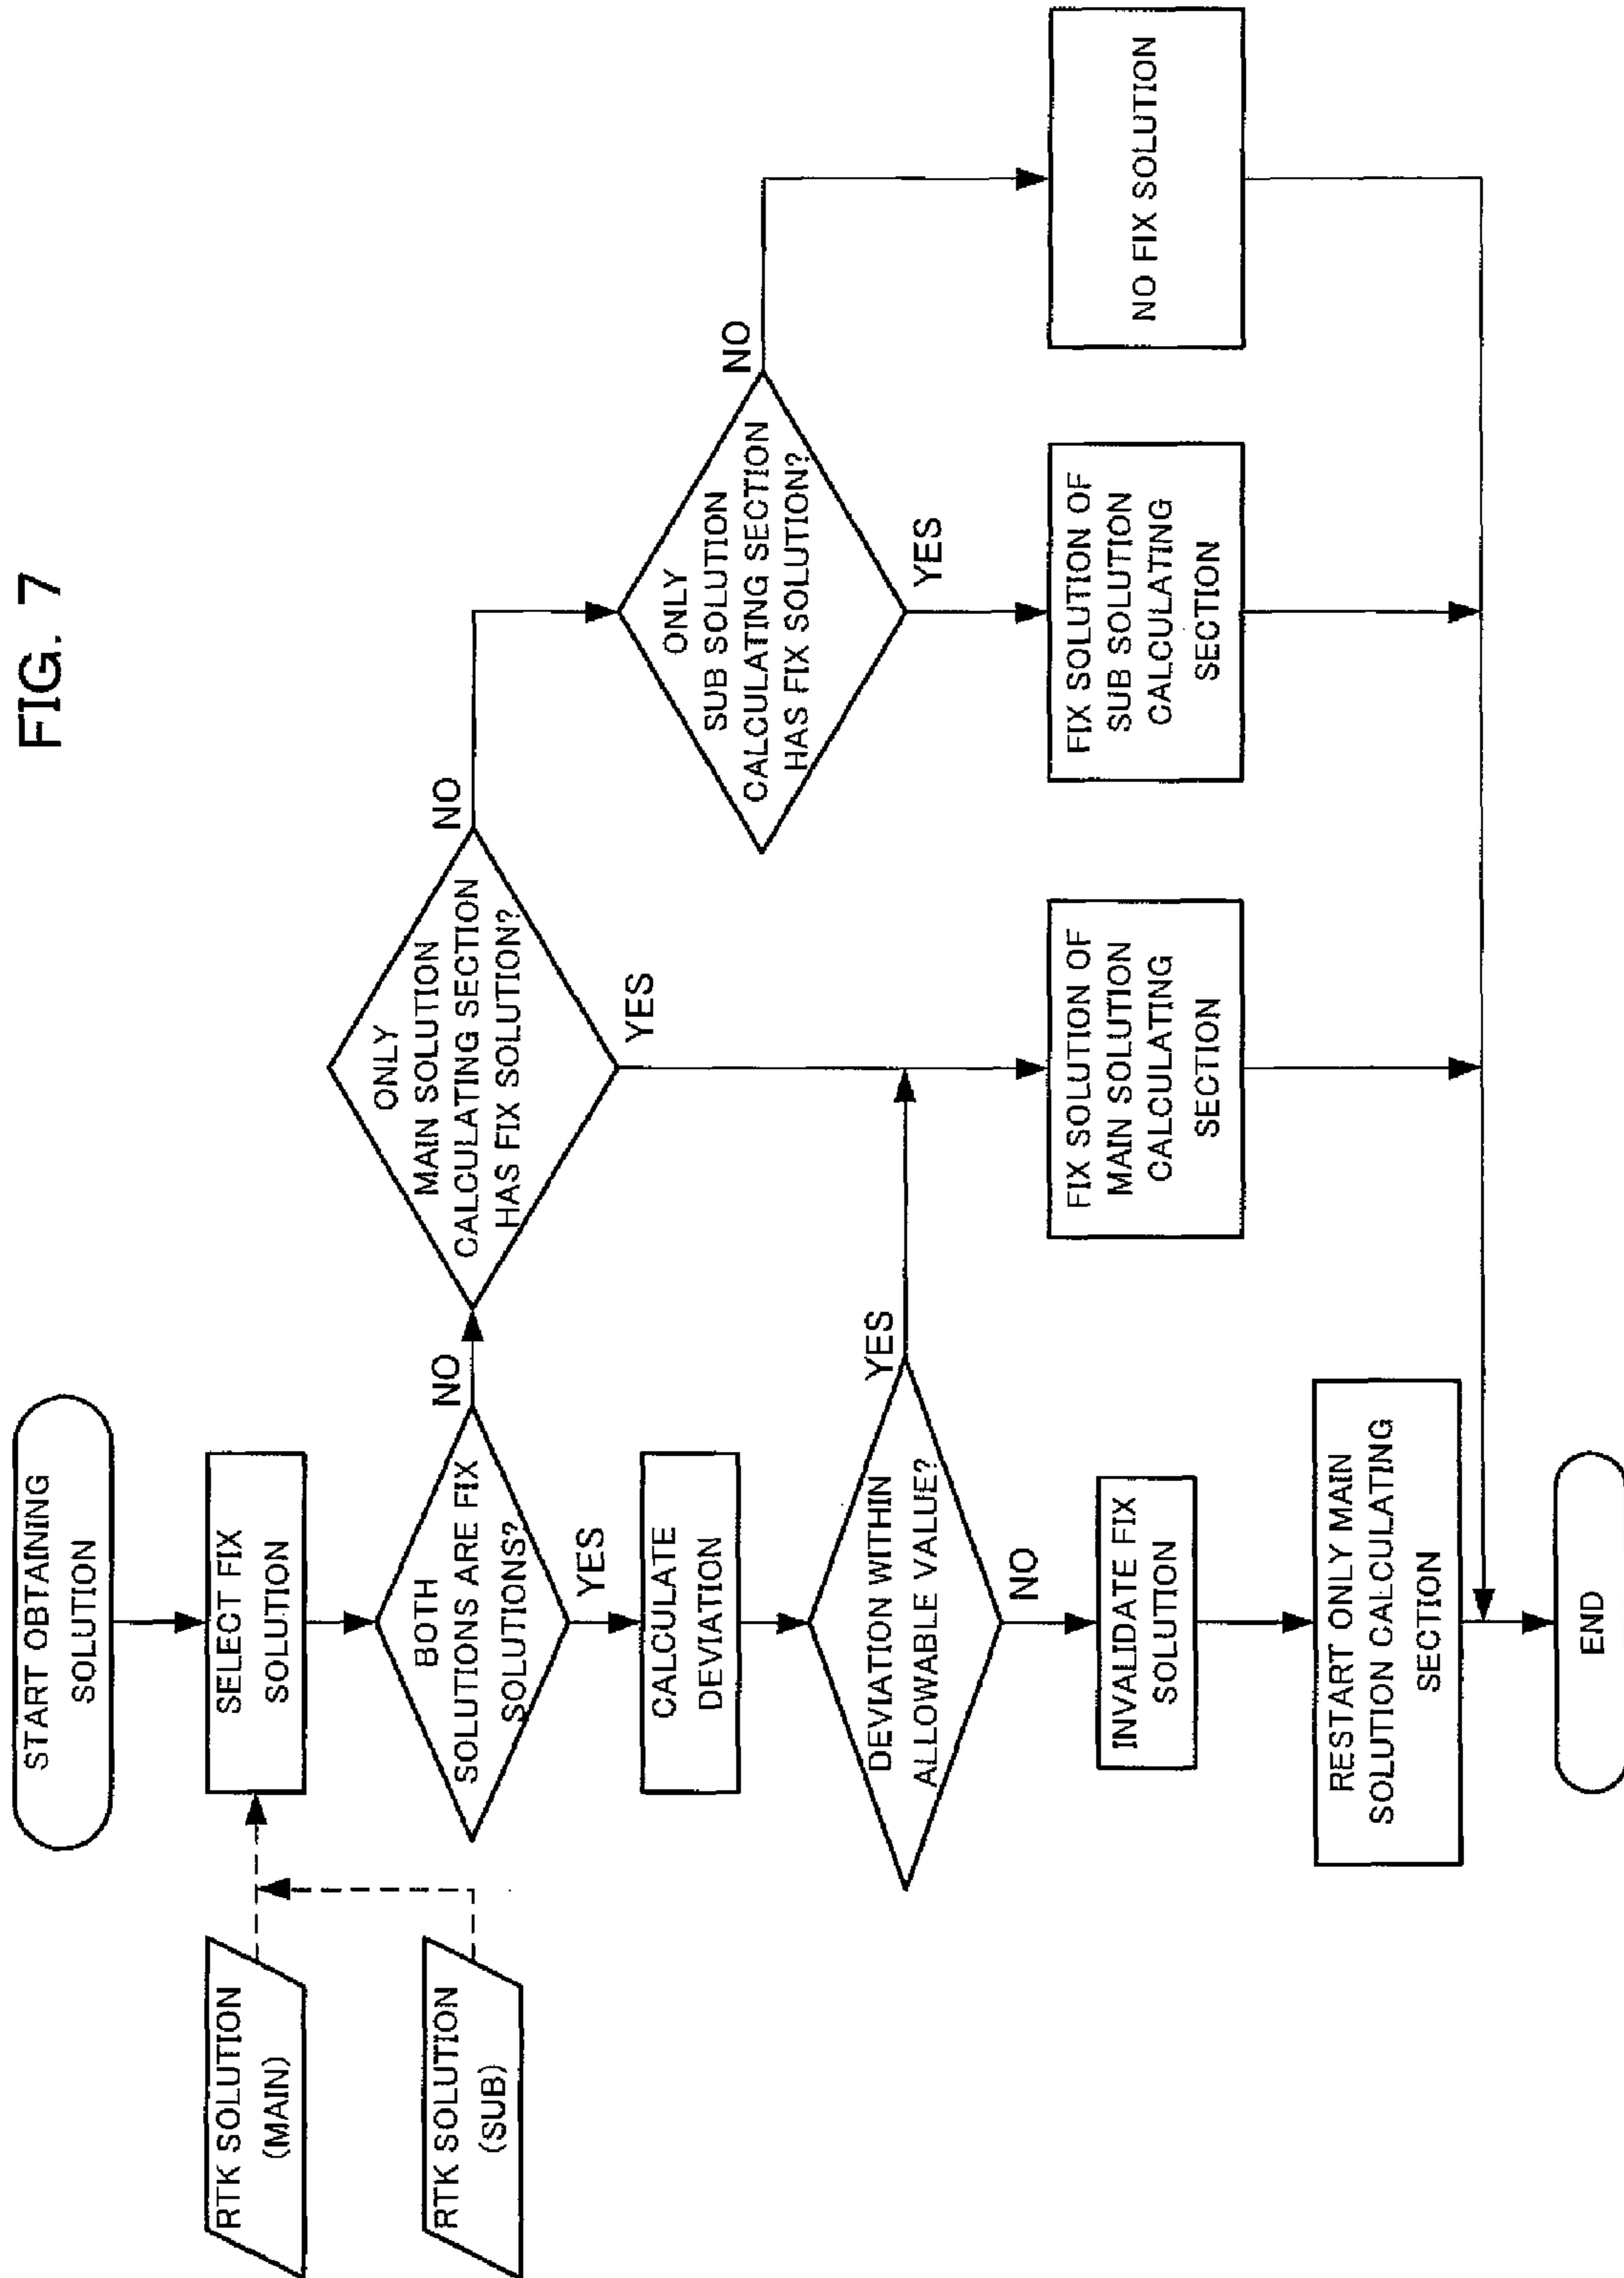 FIG. 7
START OBTAINING
SOLUTION
RTK SOLUTION
(MAIN)
SELECT FIX
SOLUTION
RTK SOLUTION
(SUB)
BOTH
SOLUTIONS ARE FIX
SOLUTIONS?
NO
YES
ONLY
MAIN SOLUTION
CALCULATING SECTION
HAS FIX SOLUTION?
NO
YES
CALCULATE
DEVIATION
ONLY
SUB SOLUTION
CALCULATING SECTION
HAS FIX SOLUTION?
NO
YES
DEVIATION WITHIN
ALLOWABLE VALUE?
YES
NO
INVALIDATE FIX
SOLUTION
FIX SOLUTION OF
MAIN SOLUTION
CALCULATING
SECTION
FIX SOLUTION OF
SUB SOLUTION
CALCULATING
SECTION
NO FIX SOLUTION
RESTART ONLY MAIN
SOLUTION CALCULATING
SECTION
END